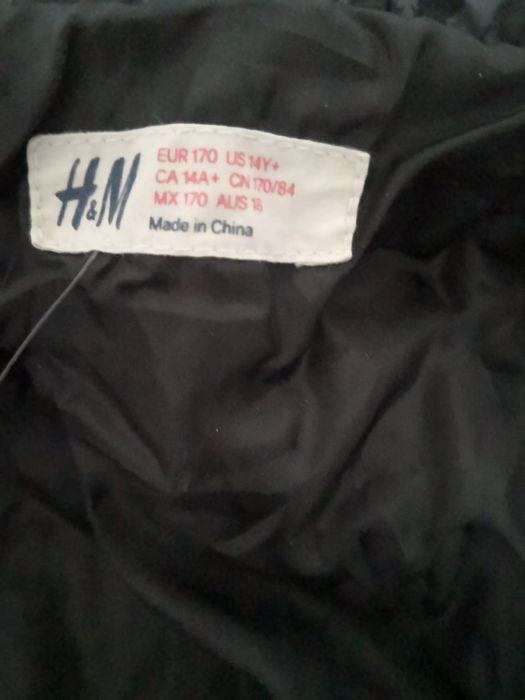 H&M
EUR 170 US 14Y+
CA 14A+ CN 170/84
MX 170 AUS 16
Made in China